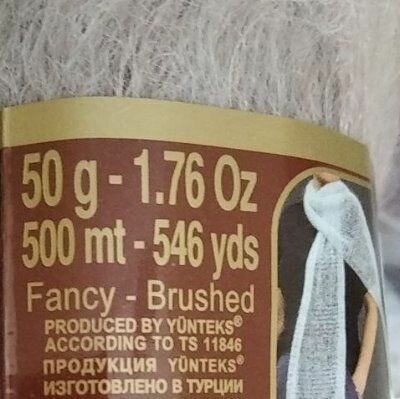 50 g - 1.76 Oz
500 mt - 546 yds
Fancy - Brushed
PRODUCED BY YÜNTEKS®
ACCORDING TO TS 11846
ПРОДУКЦИЯ YÜNTEKS®
ИЗГОТОВЛЕНО В ТУРЦИИ